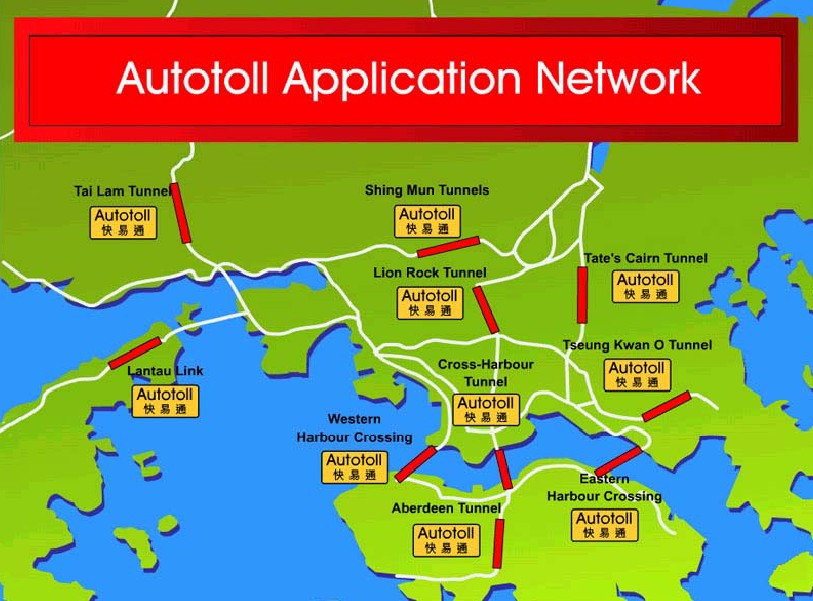 Autotoll Application Network
Tai Lam Tunnel
Autotoll
快易通
Shing Mun Tunnels
Autotoll
快易通
Lion Rock Tunnel
Autotoll
快易通
Tate's Cairn Tunnel
Autotoll
快易通
Lantau Link
Autotoll
快易通
Cross-Harbour
Tunnel
Autotoll
快易通
Tseung Kwan O Tunnel
Autotoll
快易通
Western
Harbour Crossing
Autotoll
快易通
Eastern
Harbour Crossing
Autotoll
快易通
Aberdeen Tunnel
Autotoll
快易通